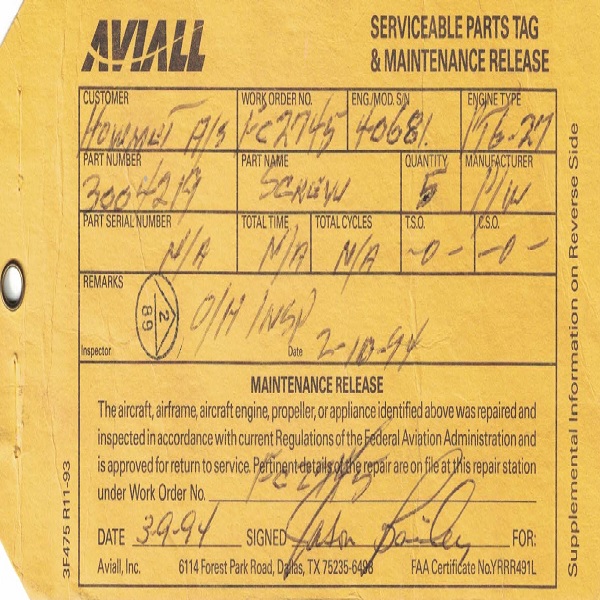 AVIALL
SERVICEABLE PARTS TAG
& MAINTENANCE RELEASE
CUSTOMER WORK ORDER NO. ENG./MOD. S/N ENGINE TYPE
Howmet A/S FC2745 40681. PT6-27
PART NUMBER PART NAME QUANTITY MANUFACTURER
3004219 SCREW 5 P/W
PART SERIAL NUMBER TOTAL TIME TOTAL CYCLES T.S.O. C.S.O.
N/A N/A N/A -0- -0-
REMARKS
2
89
O/H INSP
Inspector Date 2-10-94
MAINTENANCE RELEASE
The aircraft, airframe, aircraft engine, propeller, or appliance identified above was repaired and
inspected in accordance with current Regulations of the Federal Aviation Administration and
is approved for return to service. Pertinent details of the repair are on file at this repair station
under Work Order No. FC2745
DATE 3-9-94 SIGNED Jason Bailey FOR:
Aviall, Inc. 6114 Forest Park Road, Dallas, TX 75235-6498 FAA Certificate No.YRRR491L
3F475 R11-93
Supplemental Information on Reverse Side